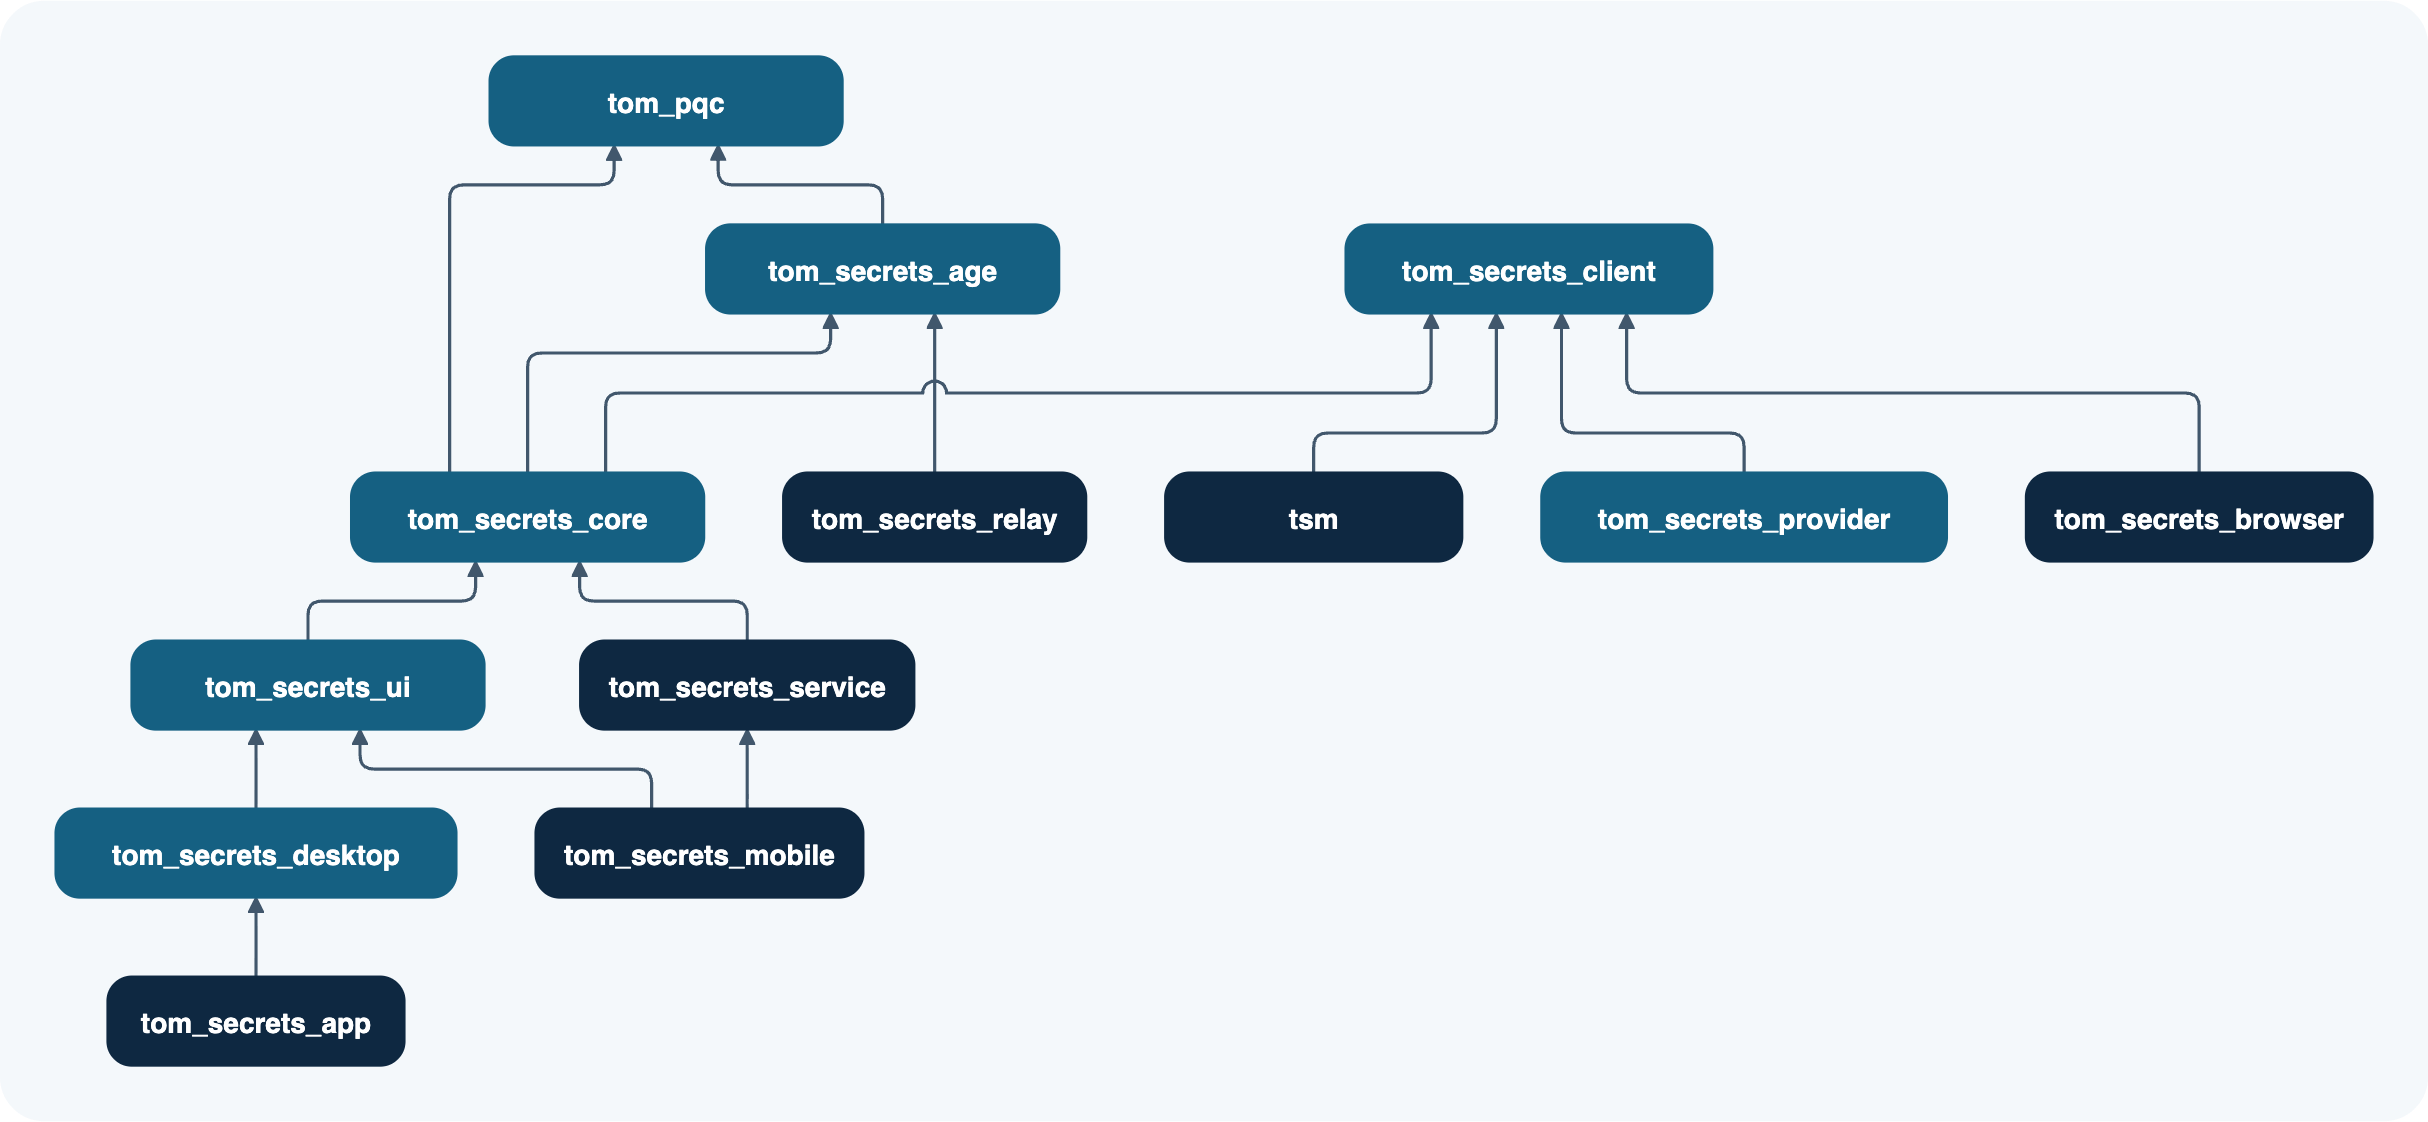 tom_pqc
tom_secrets_age
tom_secrets_client
tom_secrets_core
tom_secrets_relay
tsm
tom_secrets_provider
tom_secrets_browser
tom_secrets_ui
tom_secrets_service
tom_secrets_desktop
tom_secrets_mobile
tom_secrets_app